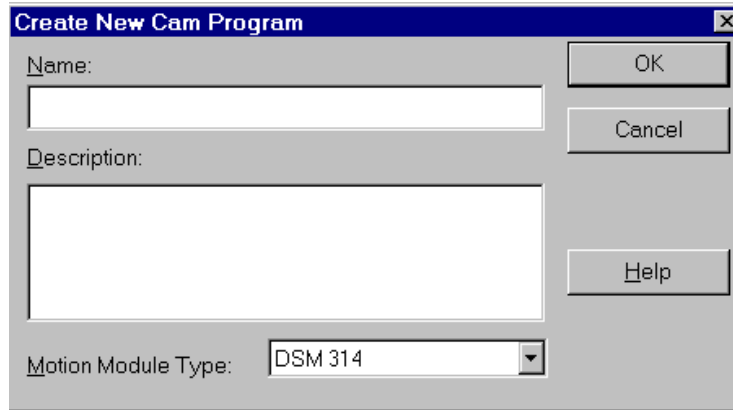 Create New Cam Program
Name:
OK
Cancel
Description:
Help
Motion Module Type:
DSM 314